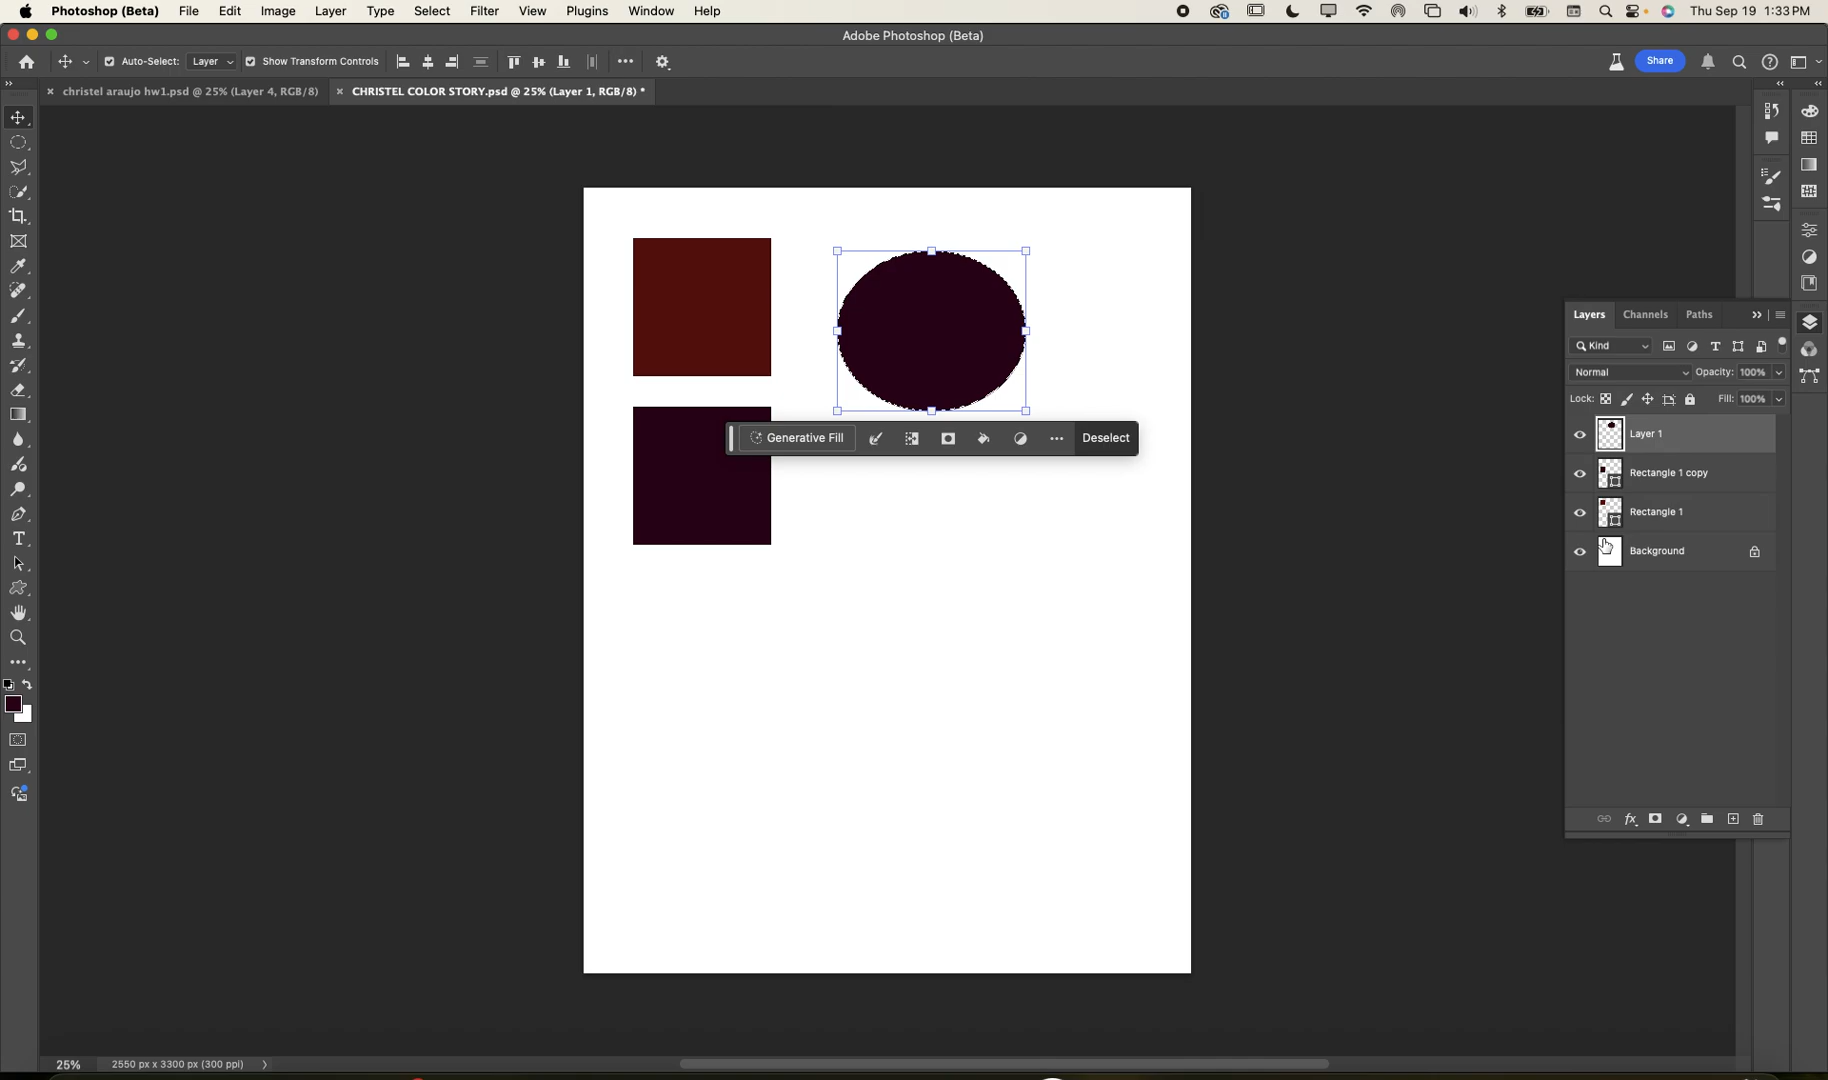 Photoshop (Beta) File Edit Image Layer Type Select Filter View Plugins Window Help Thu Sep 19 1:33 PM
Adobe Photoshop (Beta)
Auto-Select: Layer Show Transform Controls Share
christel araujo hw1.psd @ 25% (Layer 4, RGB/8) CHRISTEL COLOR STORY.psd @ 25% (Layer 1, RGB/8) *
Layers Channels Paths
Kind
Normal Opacity: 100%
Lock: Fill: 100%
Layer 1
Generative Fill Deselect
Rectangle 1 copy
Rectangle 1
Background
fx
25% 2550 px x 3300 px (300 ppi)